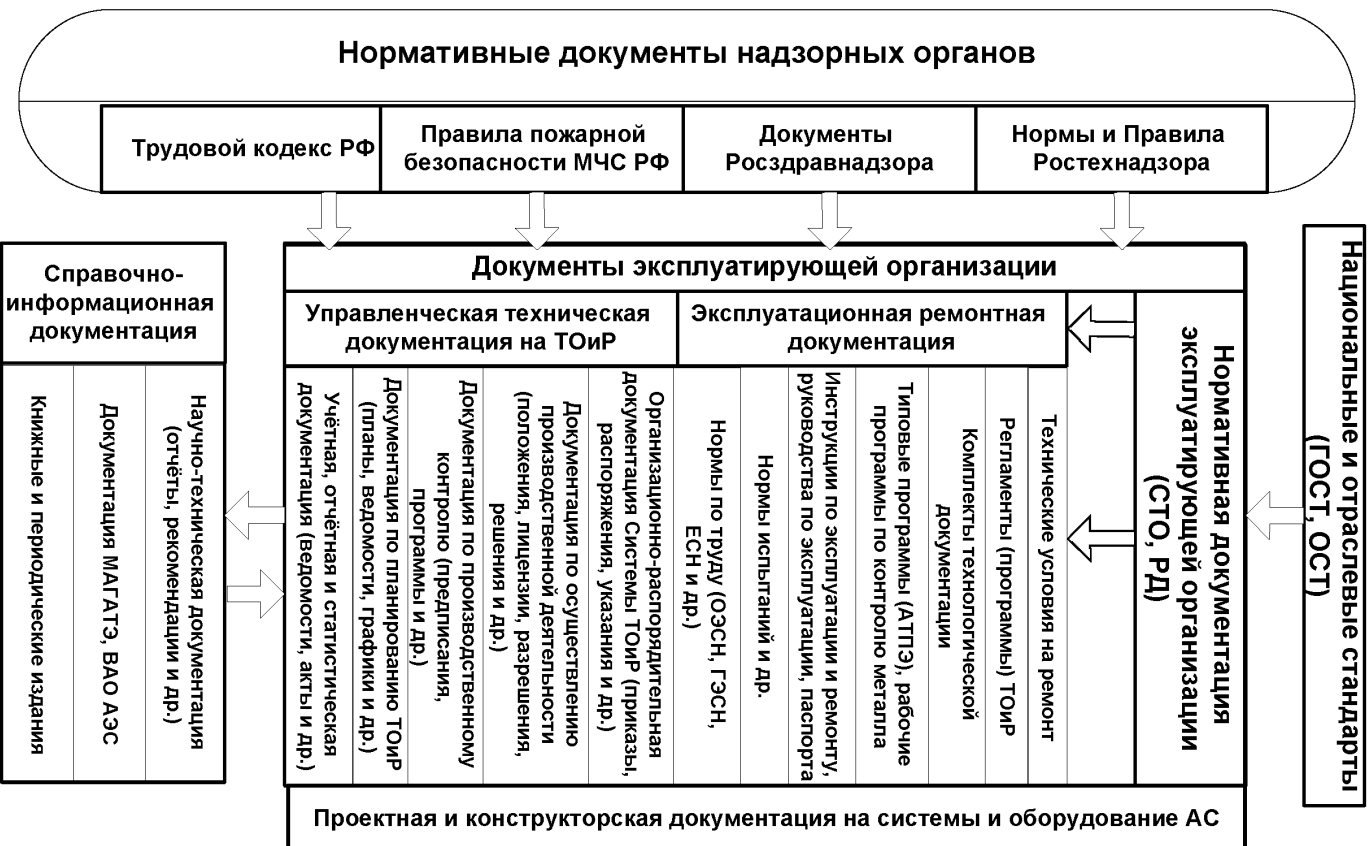 Нормативные документы надзорных органов
Трудовой кодекс РФ
Правила пожарной
безопасности МЧС РФ
Документы
Росздравнадзора
Нормы и Правила
Ростехнадзора
Справочно-
информационная
документация
Книжные и периодические издания
Документация МАГАТЭ, ВАО АЭС
Научно-техническая документация
(отчёты, рекомендации и др.)
Документы эксплуатирующей организации
Управленческая техническая
документация на ТОиР
Эксплуатационная ремонтная
документация
Учётная, отчётная и статистическая
документация (ведомости, акты и др.)
Документация по планированию ТОиР
(планы, ведомости, графики и др.)
Документация по производственному
контролю (предписания,
программы и др.)
Документация по осуществлению
производственной деятельности
(положения, лицензии, разрешения,
решения и др.)
Организационно-распорядительная
документация Системы ТОиР (приказы,
распоряжения, указания и др.)
Нормы по труду (ОЭСН, ГЭСН,
ЕСН и др.)
Нормы испытаний и др.
Инструкции по эксплуатации и ремонту,
руководства по эксплуатации, паспорта
Типовые программы (АТПЭ), рабочие
программы по контролю металла
Комплекты технологической
документации
Регламенты (программы) ТОиР
Технические условия на ремонт
Нормативная документация
эксплуатирующей организации
(СТО, РД)
Национальные и отраслевые стандарты
(ГОСТ, ОСТ)
Проектная и конструкторская документация на системы и оборудование АС